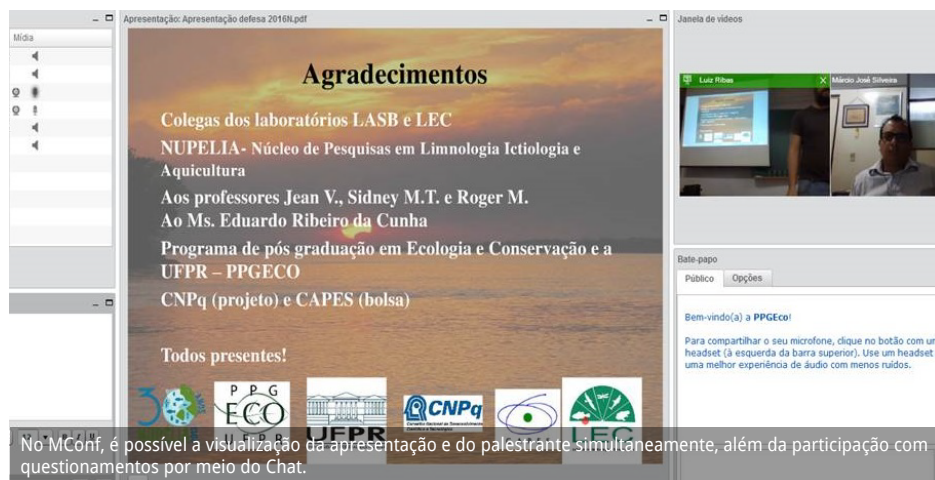 Apresentação: Apresentação defesa 2016N.pdf
Janela de vídeos
Mídia
Luiz Ribas
Márcio José Silveira
Agradecimentos
Colegas dos laboratórios LASB e LEC
NUPELIA- Núcleo de Pesquisas em Limnologia Ictiologia e
Aquicultura
Aos professores Jean V., Sidney M.T. e Roger M.
Ao Ms. Eduardo Ribeiro da Cunha
Programa de pós graduação em Ecologia e Conservação e a
UFPR – PPGECO
CNPq (projeto) e CAPES (bolsa)
Todos presentes!
30 ANOS
PPG
ECO
UFPR
UFPR
CNPq
LEC
Bate-papo
Público
Opções
Bem-vindo(a) a PPGEco!
Para compartilhar o seu microfone, clique no botão com um
headset (à esquerda da barra superior). Use um headset
uma melhor experiência de áudio com menos ruídos.
No MConf, é possível a visualização da apresentação e do palestrante simultâneamente, além da participação com
questionamentos por meio do Chat.